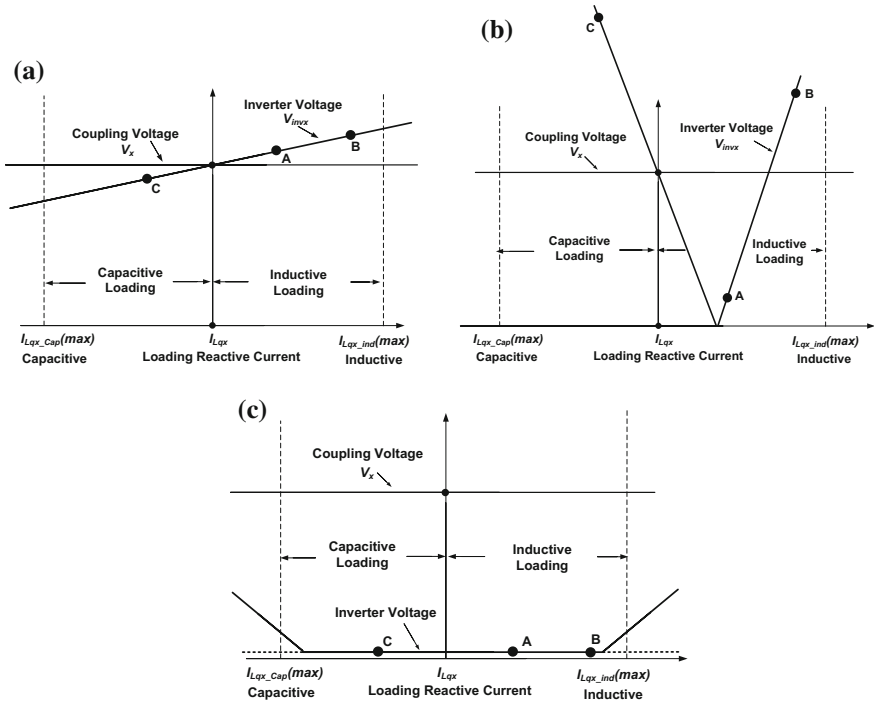 (a)
Coupling Voltage
Vx
Inverter Voltage
Vinvx
A
B
C
Capacitive
Loading
Inductive
Loading
ILqx_Cap(max)
Capacitive
ILqx
Loading Reactive Current
ILqx_ind(max)
Inductive
(b)
C
B
Coupling Voltage
Vx
Inverter Voltage
Vinvx
Capacitive
Loading
Inductive
Loading
A
ILqx_Cap(max)
Capacitive
ILqx
Loading Reactive Current
ILqx_ind(max)
Inductive
(c)
Coupling Voltage
Vx
Capacitive
Loading
Inductive
Loading
Inverter Voltage
C
A
B
ILqx_Cap(max)
Capacitive
ILqx
Loading Reactive Current
ILqx_ind(max)
Inductive